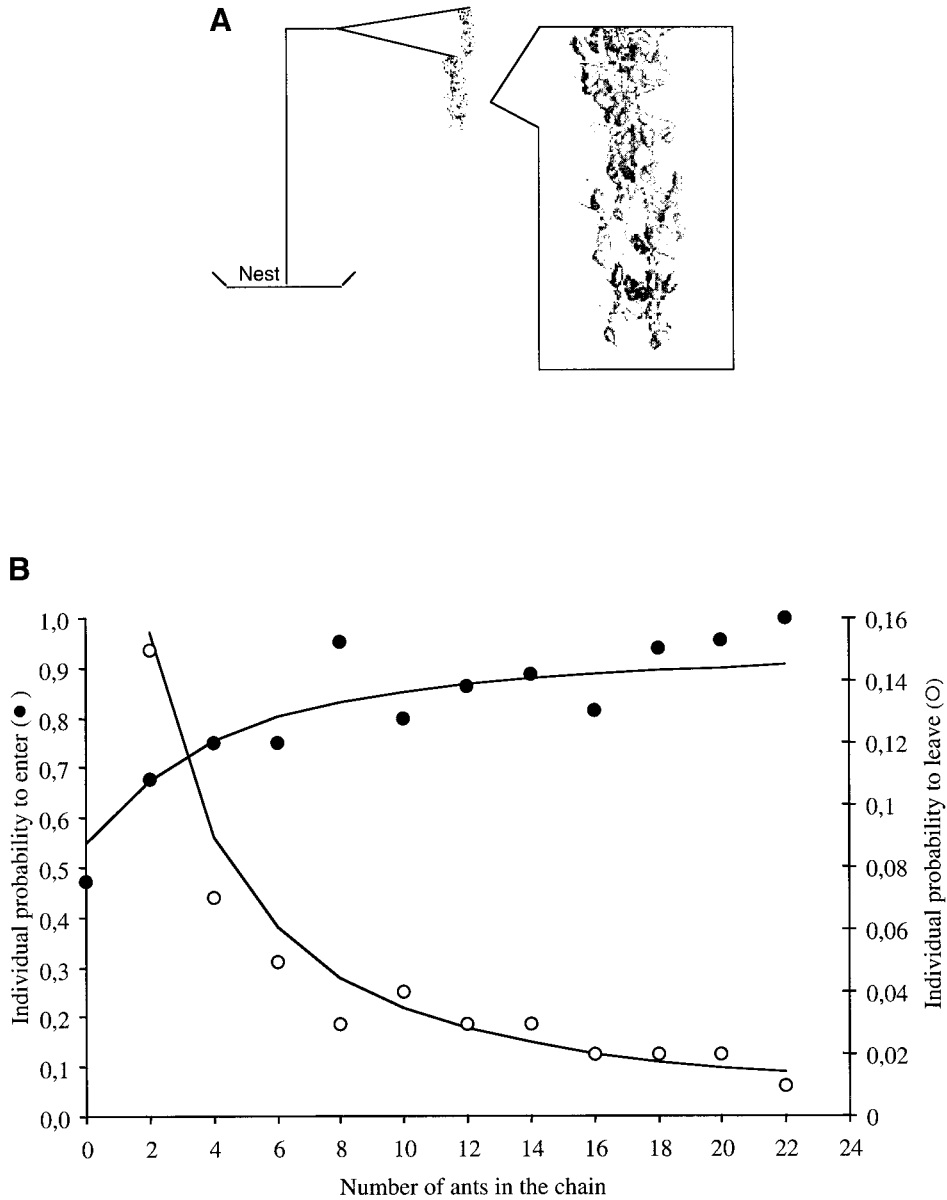 A
Nest
B
Individual probability to enter (●)
1,0
0,9
0,8
0,7
0,6
0,5
0,4
0,3
0,2
0,1
0,0
0,16
0,14
0,12
0,1
0,08
0,06
0,04
0,02
0
Individual probability to leave (○)
0 2 4 6 8 10 12 14 16 18 20 22 24
Number of ants in the chain